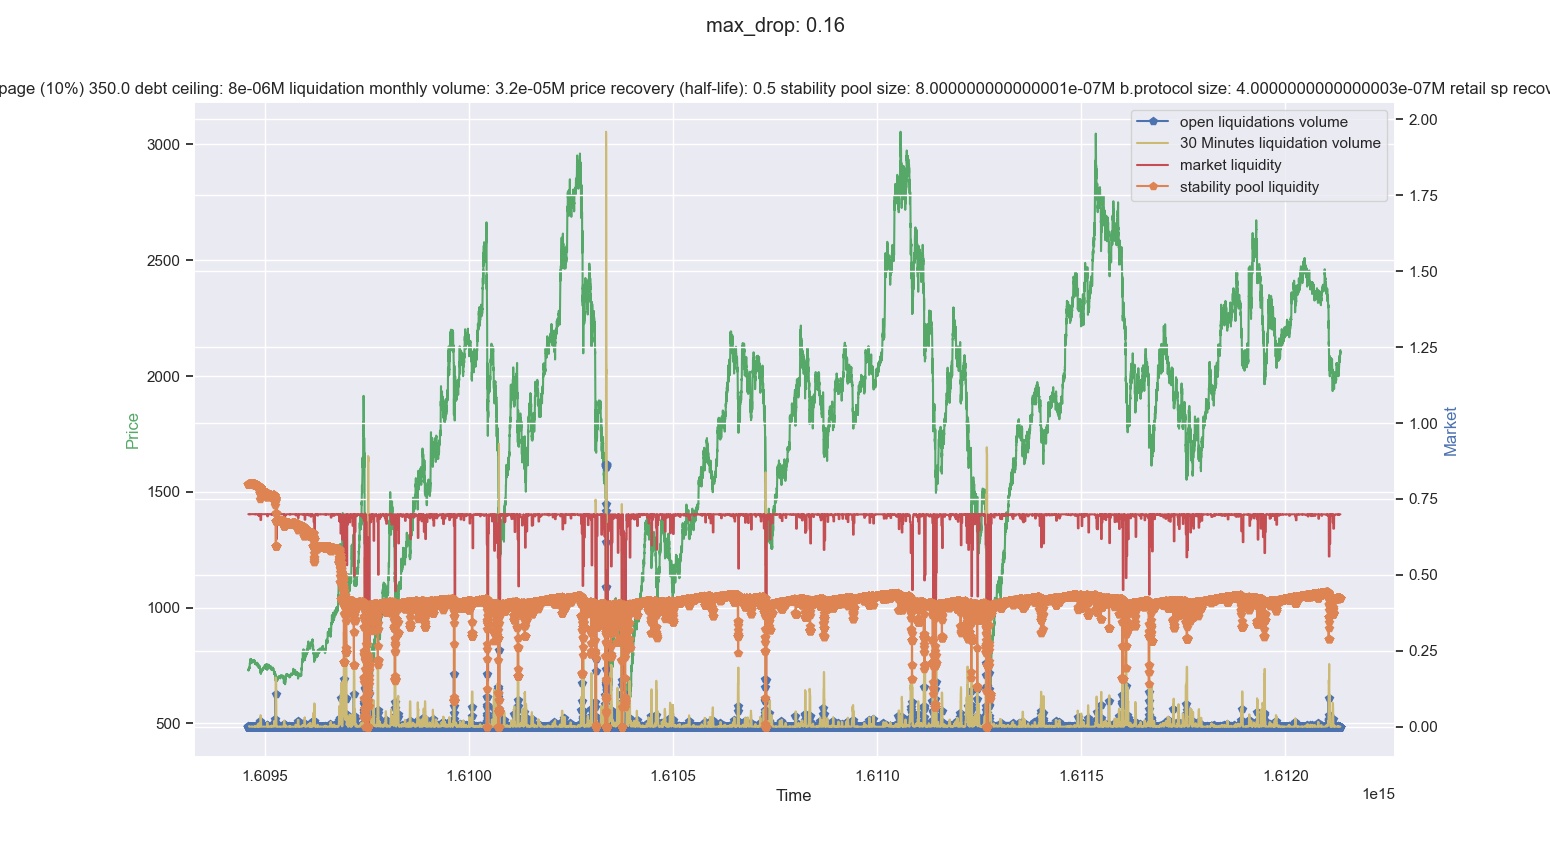 max_drop: 0.16
page (10%) 350.0 debt ceiling: 8e-06M liquidation monthly volume: 3.2e-05M price recovery (half-life): 0.5 stability pool size: 8.000000000000001e-07M b.protocol size: 4.0000000000000003e-07M retail sp recov
open liquidations volume
30 Minutes liquidation volume
market liquidity
stability pool liquidity
3000
2500
2000
1500
1000
500
Price
2.00
1.75
1.50
1.25
1.00
0.75
0.50
0.25
0.00
Market
1.6095
1.6100
1.6105
1.6110
1.6115
1.6120
1e15
Time